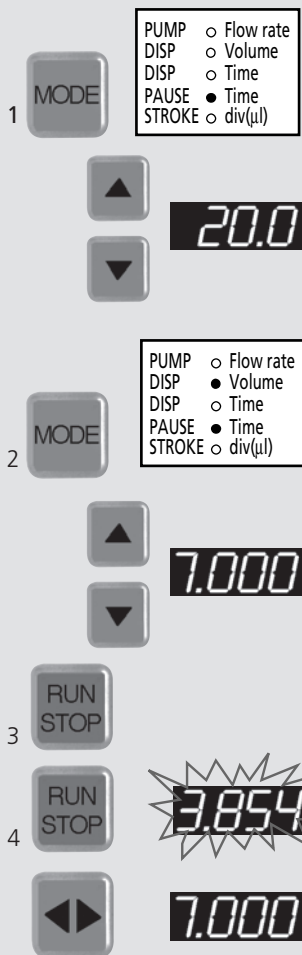 PUMP ○ Flow rate
DISP ○ Volume
DISP ○ Time
PAUSE ● Time
STROKE ○ div(µl)
1
MODE
20.0
PUMP ○ Flow rate
DISP ● Volume
DISP ○ Time
PAUSE ● Time
STROKE ○ div(µl)
2
MODE
7.000
3
RUN
STOP
4
RUN
STOP
3.854
7.000